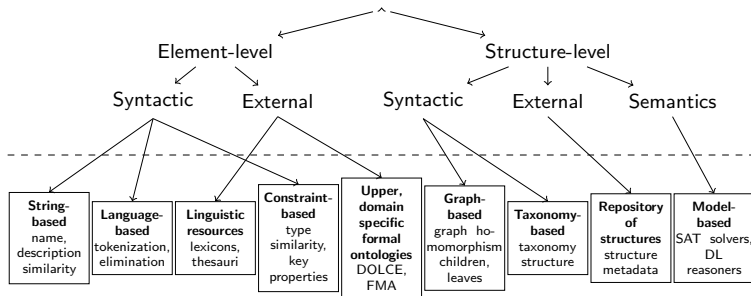 Element-level
Structure-level
Syntactic
External
Syntactic
External
Semantics
String-
based
name,
description
similarity
Language-
based
tokenization,
elimination
Linguistic
resources
lexicons,
thesauri
Constraint-
based
type
similarity,
key
properties
Upper,
domain
specific
formal
ontologies
DOLCE,
FMA
Graph-
based
graph ho-
momorphism
children,
leaves
Taxonomy-
based
taxonomy
structure
Repository
of
structures
structure
metadata
Model-
based
SAT solvers,
DL
reasoners